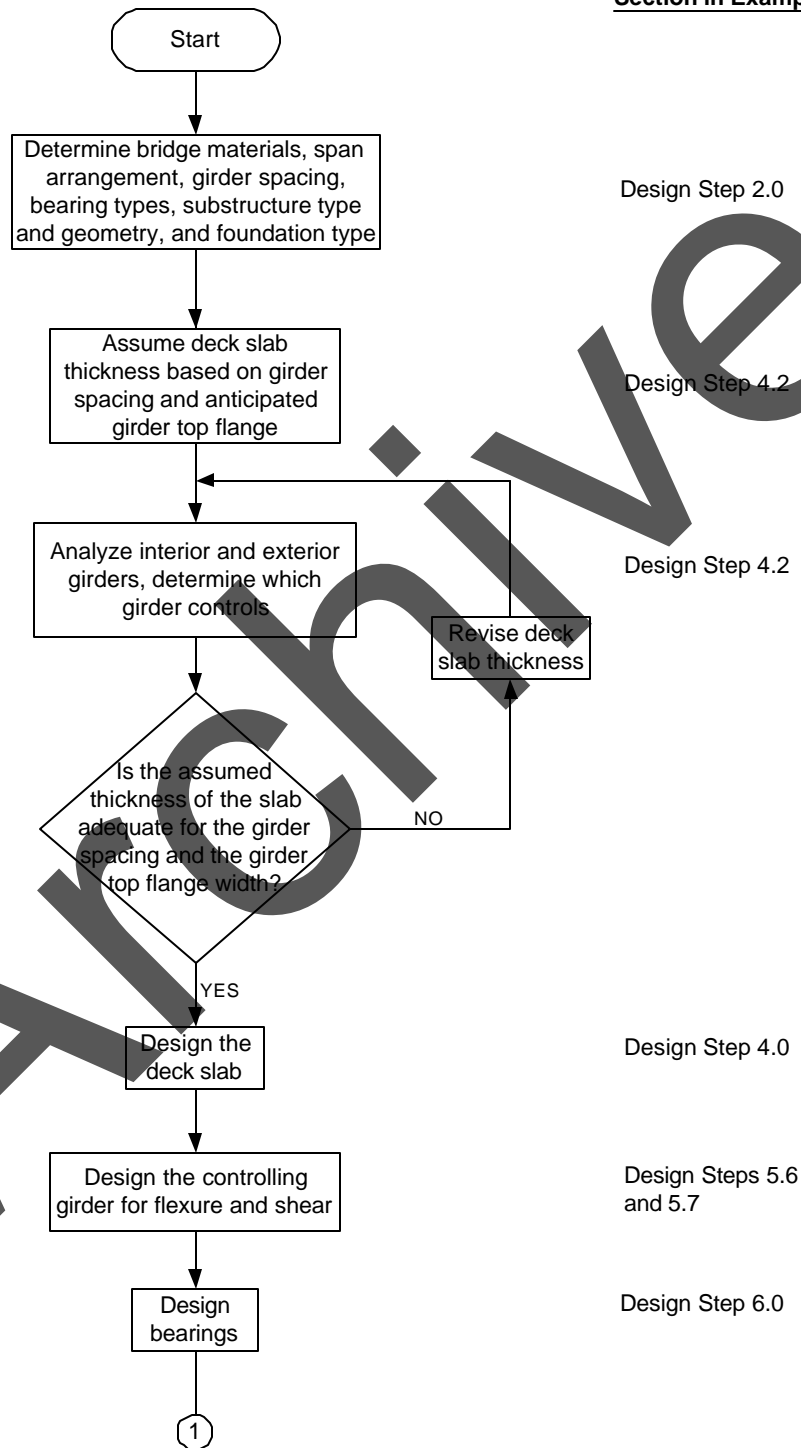 Section in Examp
Start
Determine bridge materials, span
arrangement, girder spacing,
bearing types, substructure type
and geometry, and foundation type
Design Step 2.0
Assume deck slab
thickness based on girder
spacing and anticipated
girder top flange
Design Step 4.2
Analyze interior and exterior
girders, determine which
girder controls
Design Step 4.2
Revise deck
slab thickness
Is the assumed
thickness of the slab
adequate for the girder
spacing and the girder
top flange width?
NO
YES
Design the
deck slab
Design Step 4.0
Design the controlling
girder for flexure and shear
Design Steps 5.6
and 5.7
Design
bearings
Design Step 6.0
1
Archive